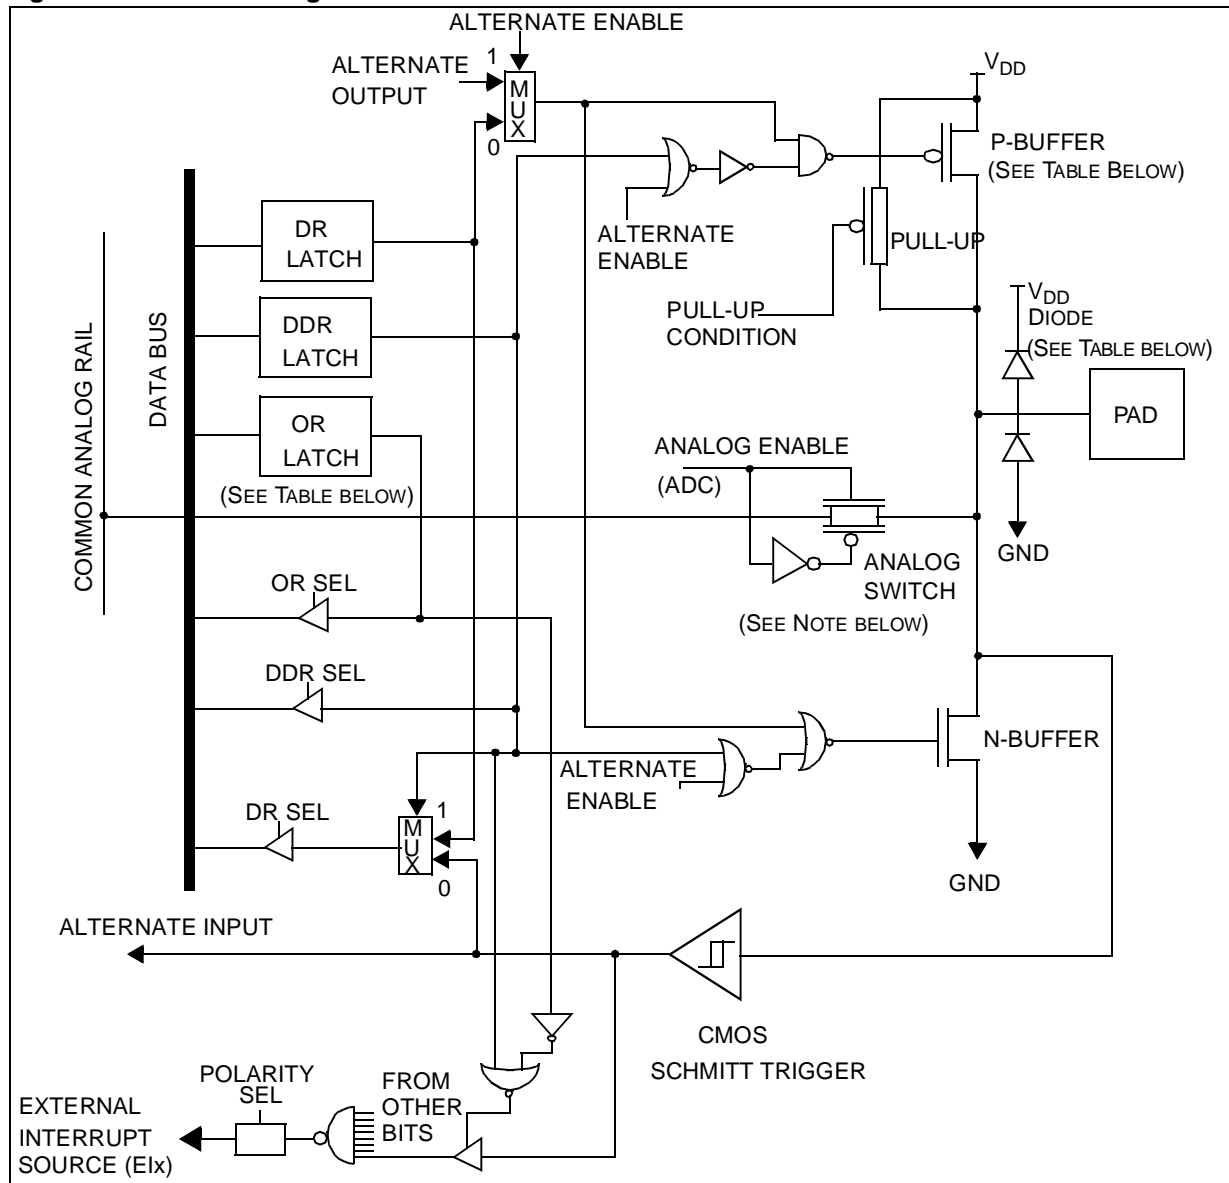 ALTERNATE ENABLE
1
ALTERNATE
OUTPUT
MUX
0
VDD
P-BUFFER
(SEE TABLE BELOW)
ALTERNATE
ENABLE
PULL-UP
PULL-UP
CONDITION
DR
LATCH
DDR
LATCH
OR
LATCH
(SEE TABLE BELOW)
COMMON ANALOG RAIL
DATA BUS
VDD
DIODE
(SEE TABLE BELOW)
PAD
GND
ANALOG ENABLE
(ADC)
ANALOG
SWITCH
(SEE NOTE BELOW)
OR SEL
DDR SEL
DR SEL
MUX
1
0
ALTERNATE
ENABLE
N-BUFFER
GND
ALTERNATE INPUT
CMOS
SCHMITT TRIGGER
POLARITY
SEL
FROM
OTHER
BITS
EXTERNAL
INTERRUPT
SOURCE (EIx)